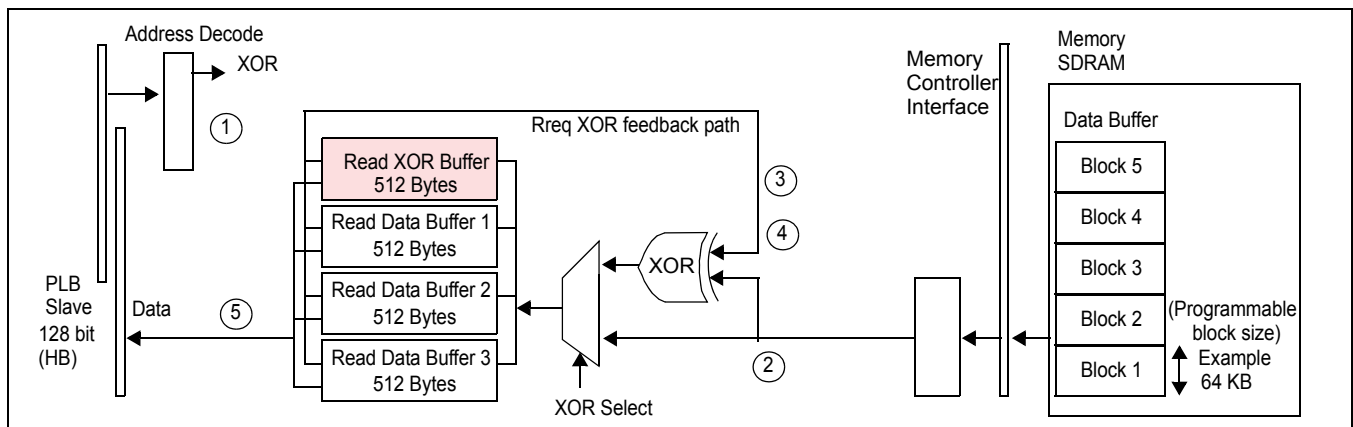 Address Decode
XOR
1
Memory
Controller
Interface
Memory
SDRAM
Rreq XOR feedback path
Data Buffer
Read XOR Buffer
512 Bytes
Read Data Buffer 1
512 Bytes
Read Data Buffer 2
512 Bytes
Read Data Buffer 3
512 Bytes
3
4
XOR
2
XOR Select
5
PLB
Slave
128 bit
(HB)
Data
Block 5
Block 4
Block 3
Block 2
Block 1
(Programmable
block size)
Example
64 KB